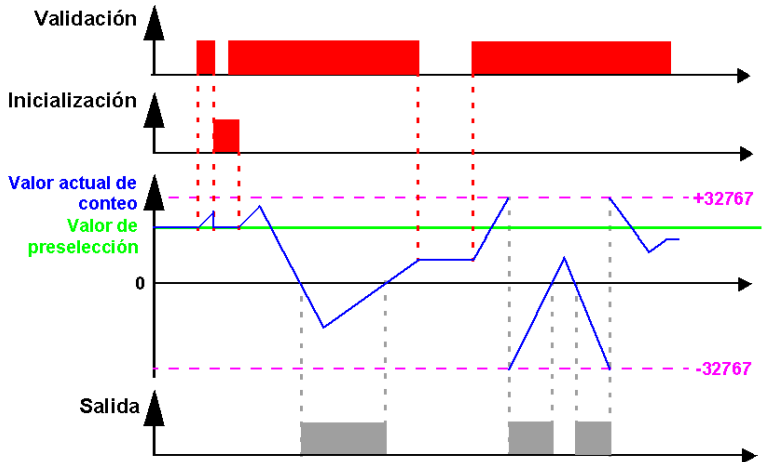 Validación
Inicialización
Valor actual de
conteo
+32767
Valor de
preselección
0
-32767
Salida